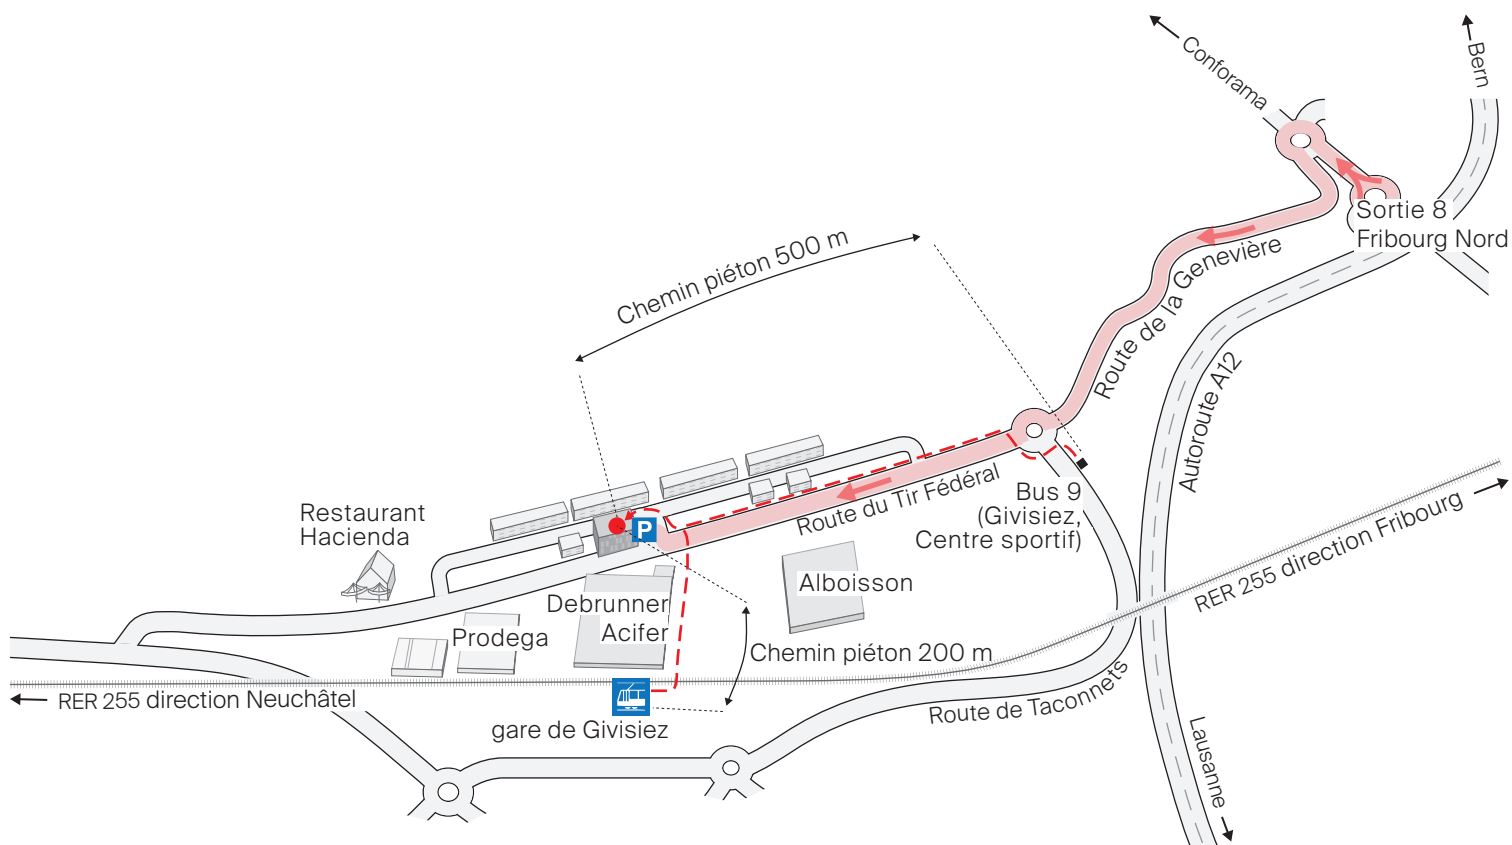 Conforama
Bern
Sortie 8
Fribourg Nord
Chemin piéton 500 m
Route de la Genevière
Autoroute A12
Route du Tir Fédéral
Bus 9
(Givisiez,
Centre sportif)
RER 255 direction Fribourg
Restaurant
Hacienda
P
Alboisson
Debrunner
Acifer
Prodega
Chemin piéton 200 m
RER 255 direction Neuchâtel
gare de Givisiez
Route de Taconnets
Lausanne